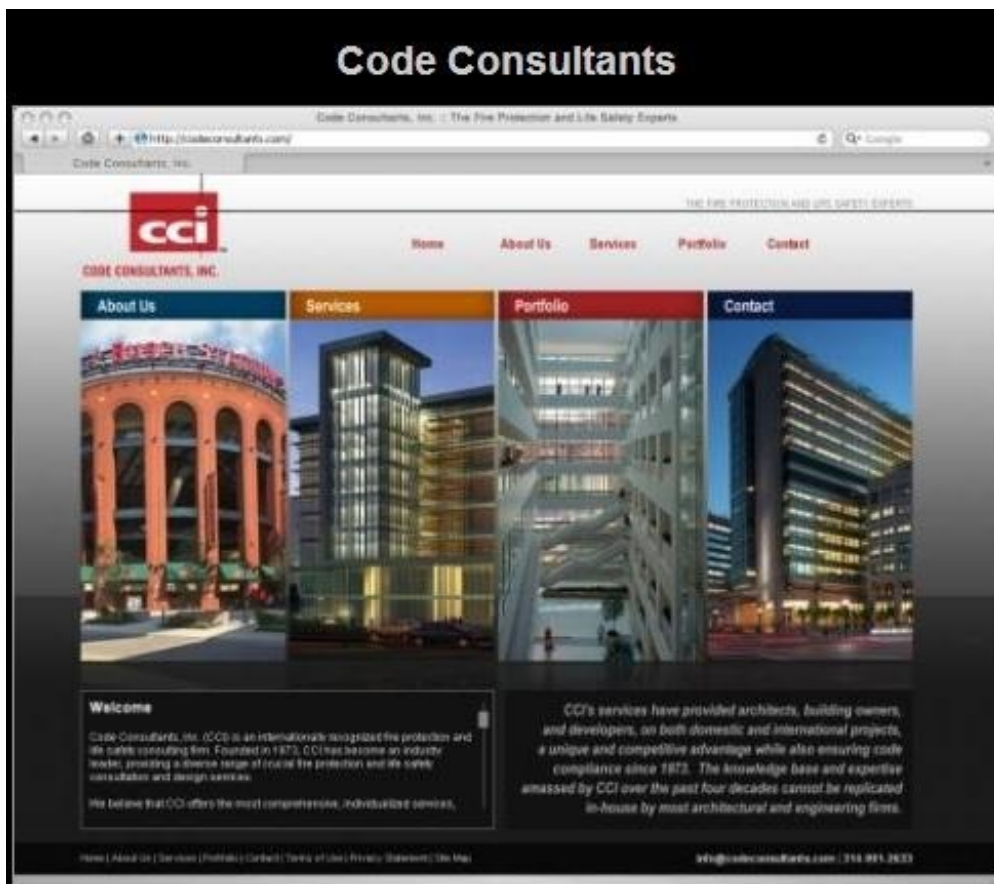 Code Consultants
Code Consultants, Inc. :: The Fire Protection and Life Safety Experts
http://codeconsultants.com/
Google
Code Consultants, Inc.
THE FIRE PROTECTION AND LIFE SAFETY EXPERTS
cci
CODE CONSULTANTS, INC.
Home About Us Services Portfolio Contact
About Us Services Portfolio Contact
Welcome
Code Consultants, Inc. (CCI) is an internationally recognized fire protection and
life safety consulting firm. Founded in 1973, CCI has become an industry
leader, providing a diverse range of crucial fire protection and life safety
consultation and design services.
We believe that CCI offers the most comprehensive, individualized services,
CCI's services have provided architects, building owners,
and developers, on both domestic and international projects,
a unique and competitive advantage while also ensuring code
compliance since 1973. The knowledge base and expertise
amassed by CCI over the past four decades cannot be replicated
in-house by most architectural and engineering firms.
Home | About Us | Services | Portfolio | Contact | Terms of Use | Privacy Statement | Site Map
info@codeconsultants.com | 314.991.2633